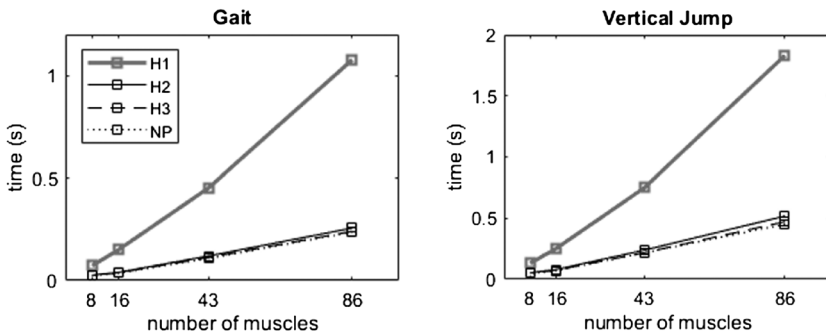 Gait
H1
H2
H3
NP
1
0.5
0
time (s)
8 16 43 86
number of muscles
Vertical Jump
2
1.5
1
0.5
0
time (s)
8 16 43 86
number of muscles